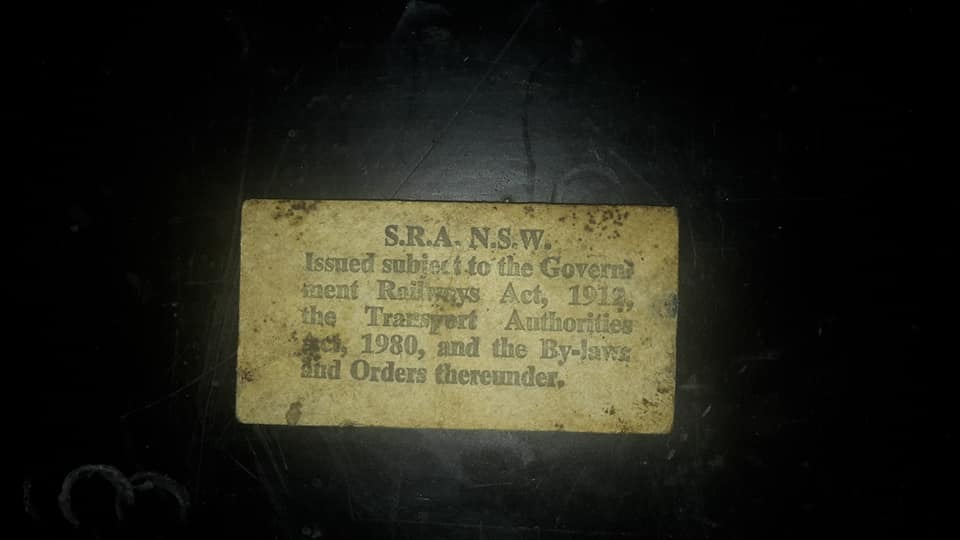 S.R.A. N.S.W.
Issued subject to the Govern-
ment Railways Act, 1912,
the Transport Authorities
Act, 1980, and the By-laws
and Orders thereunder.